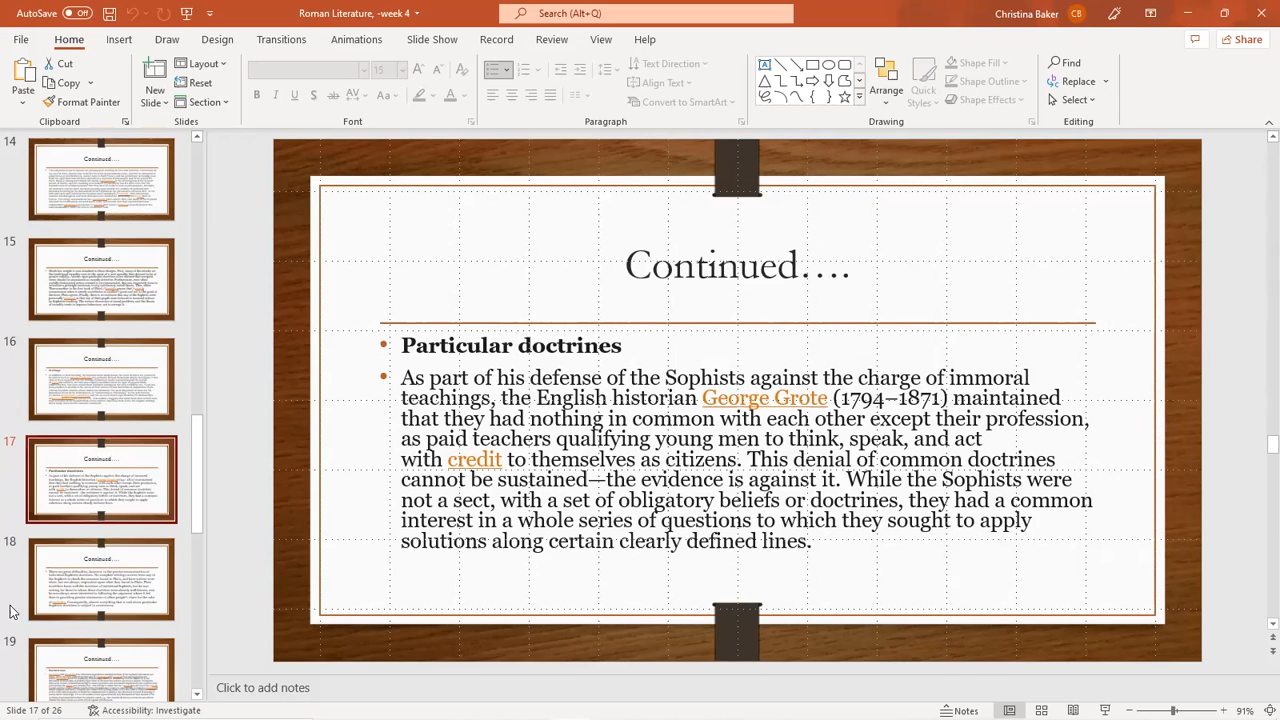 AutoSave Off Roman Literature, -week 4 Search (Alt+Q) Christina Baker CB
File Home Insert Draw Design Transitions Animations Slide Show Record Review View Help Share
Paste Cut Copy Format Painter Clipboard
New Slide Layout Reset Section Slides
15 Font
Text Direction Align Text Convert to SmartArt Paragraph
Arrange Quick Styles Shape Fill Shape Outline Shape Effects Drawing
Find Replace Select Editing
14
Continued....
15
Continued....
16
Continued....
17
Continued....
18
Continued....
19
Continued....
Continued....
• Particular doctrines
• As part of his defense of the Sophists against the charge of immoral
teachings, the English historian George Grote (1794–1871) maintained
that they had nothing in common with each other except their profession,
as paid teachers qualifying young men to think, speak, and act
with credit to themselves as citizens. This denial of common doctrines
cannot be sustained—the evidence is against it. While the Sophists were
not a sect, with a set of obligatory beliefs or doctrines, they had a common
interest in a whole series of questions to which they sought to apply
solutions along certain clearly defined lines.
Click to add notes
Slide 17 of 26 Accessibility: Investigate Notes 91%